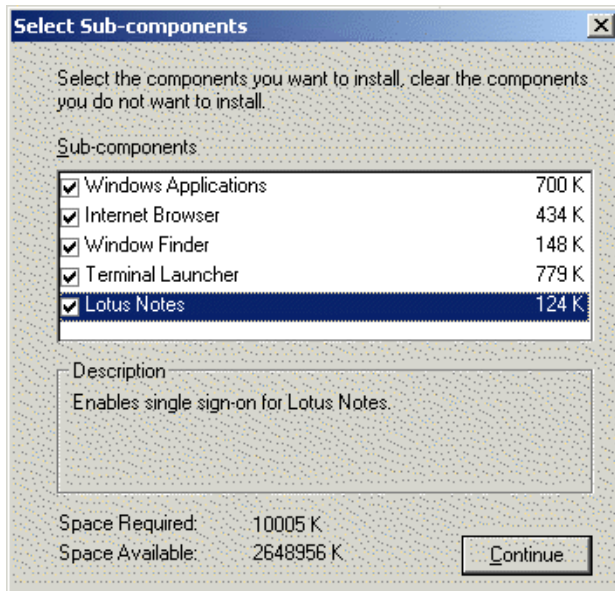 Select Sub-components
Select the components you want to install, clear the components
you do not want to install.
Sub-components
Windows Applications 700 K
Internet Browser 434 K
Window Finder 148 K
Terminal Launcher 779 K
Lotus Notes 124 K
Description
Enables single sign-on for Lotus Notes.
Space Required: 10005 K
Space Available: 2648956 K
Continue